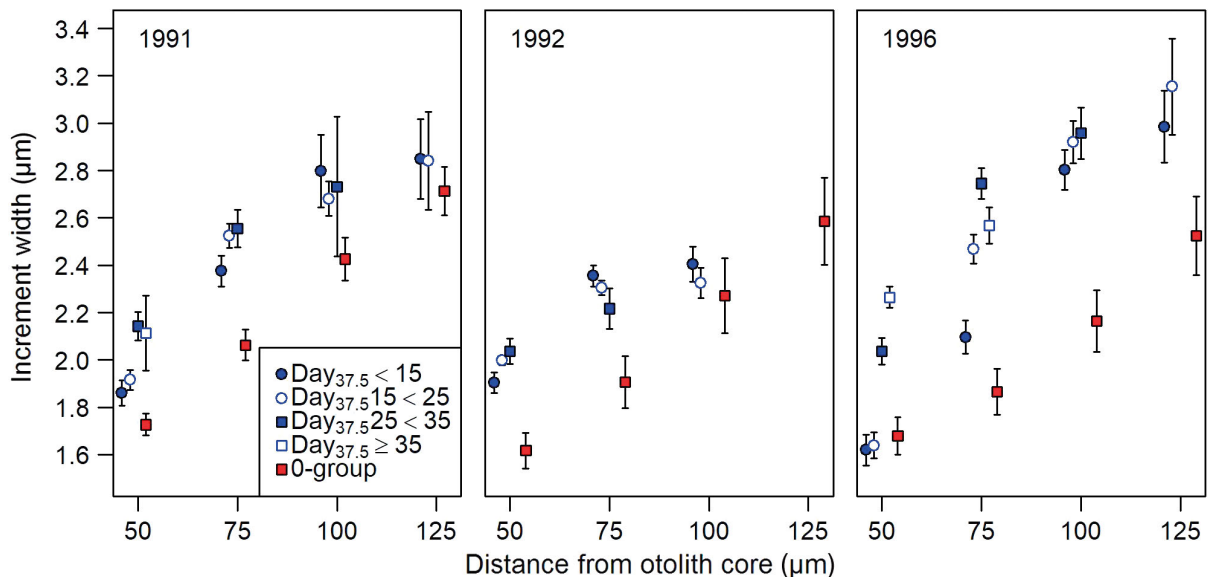 1991
1992
1996
Increment width (μm)
3.4
3.2
3.0
2.8
2.6
2.4
2.2
2.0
1.8
1.6
Day37.5 < 15
Day37.5 15 < 25
Day37.5 25 < 35
Day37.5 ≥ 35
0-group
50 75 100 125 50 75 100 125 50 75 100 125
Distance from otolith core (μm)